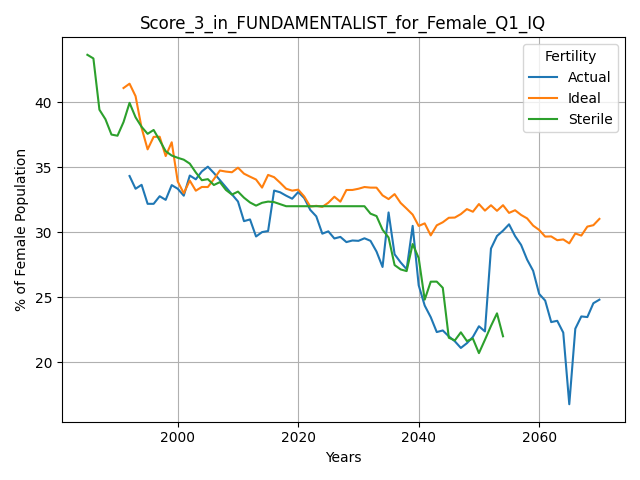 Score_3_in_FUNDAMENTALIST_for_Female_Q1_IQ
Fertility
Actual
Ideal
Sterile
% of Female Population
40
35
30
25
20
2000
2020
2040
2060
Years